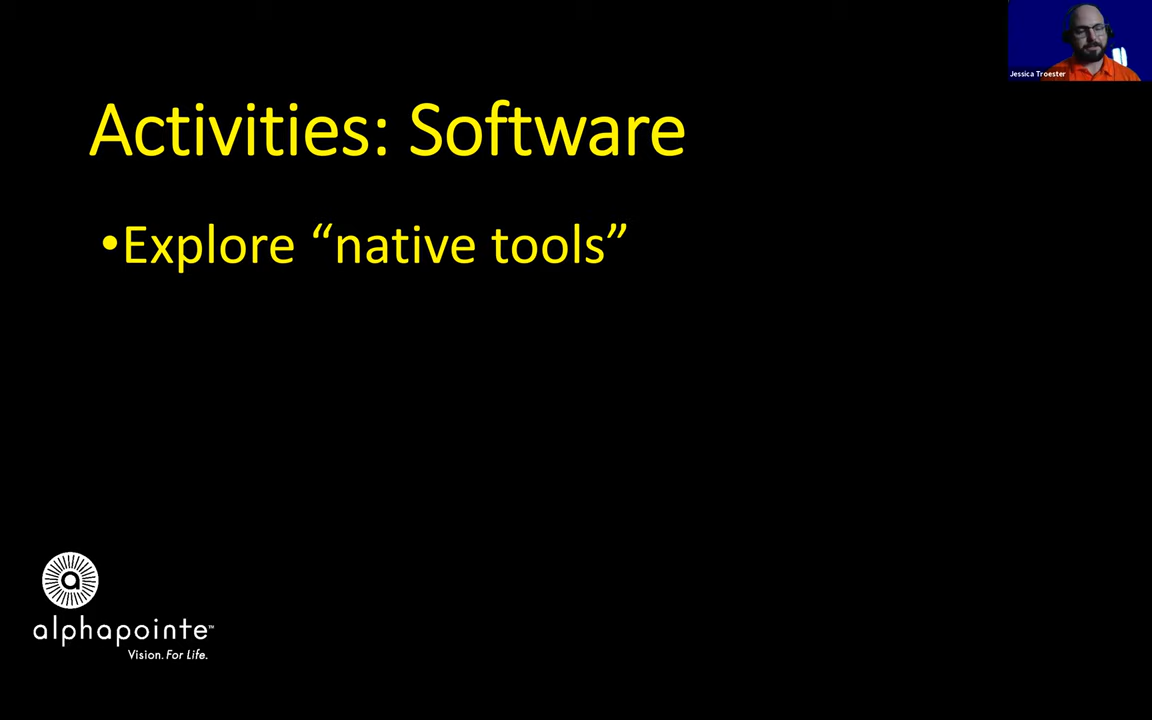 Jessica Troester
Activities: Software
•Explore “native tools”
alphapointe™
Vision. For Life.